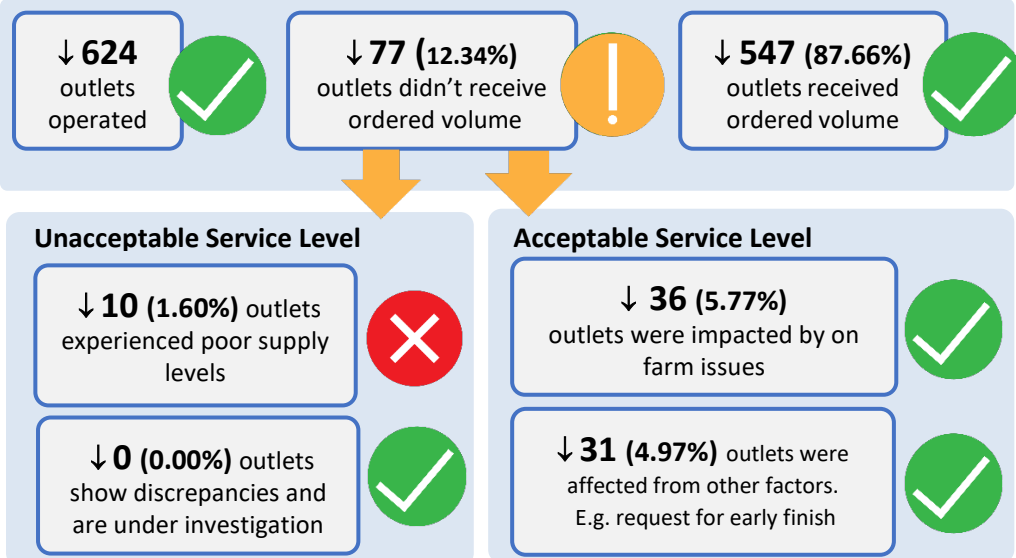 ↓ 624
outlets
operated
↓ 77 (12.34%)
outlets didn't receive
ordered volume
↓ 547 (87.66%)
outlets received
ordered volume
Unacceptable Service Level
↓ 10 (1.60%) outlets
experienced poor supply
levels
↓ 0 (0.00%) outlets
show discrepancies and
are under investigation
Acceptable Service Level
↓ 36 (5.77%)
outlets were impacted by on
farm issues
↓ 31 (4.97%) outlets were
affected from other factors.
E.g. request for early finish